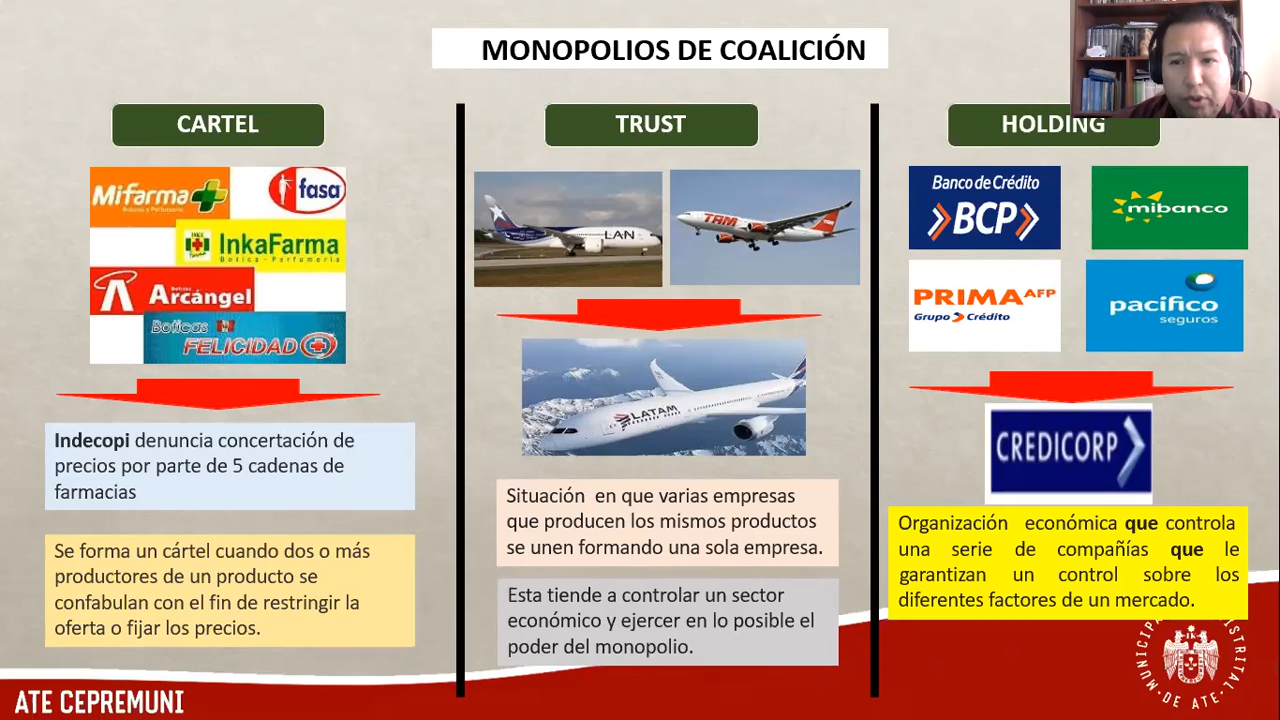 MONOPOLIOS DE COALICIÓN
CARTEL
Mifarma
fasa
InkaFarma
Botica - Perfumería
Boticas
Arcángel
Boticas
FELICIDAD
Indecopi denuncia concertación de
precios por parte de 5 cadenas de
farmacias
Se forma un cártel cuando dos o más
productores de un producto se
confabulan con el fin de restringir la
oferta o fijar los precios.
TRUST
LAN
TAM
LATAM
Situación en que varias empresas
que producen los mismos productos
se unen formando una sola empresa.
Esta tiende a controlar un sector
económico y ejercer en lo posible el
poder del monopolio.
HOLDING
Banco de Crédito
BCP
mibanco
PRIMA AFP
Grupo Crédito
pacífico
seguros
CREDICORP
Organización económica que controla
una serie de compañías que le
garantizan un control sobre los
diferentes factores de un mercado.
ATE CEPREMUNI
DE ATE